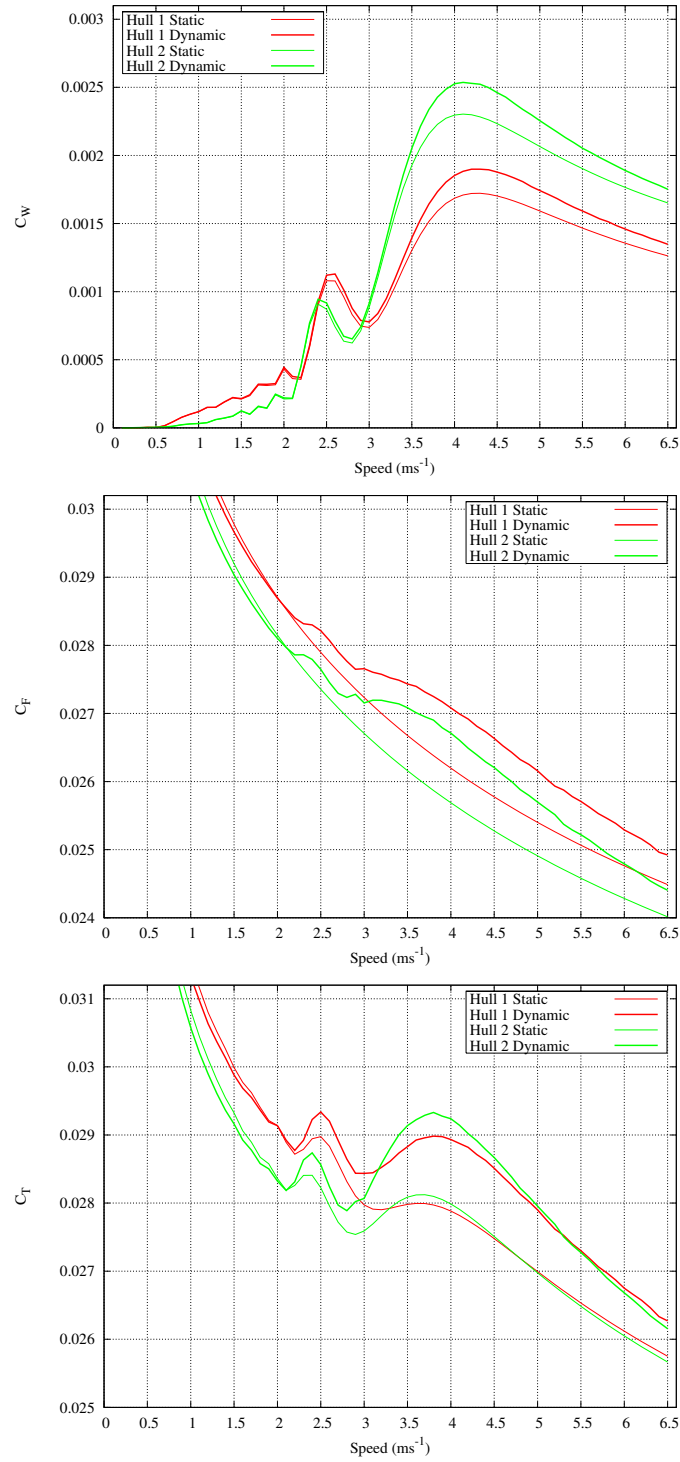 0.003
0.0025
0.002
0.0015
0.001
0.0005
0
C_W
Hull 1 Static
Hull 1 Dynamic
Hull 2 Static
Hull 2 Dynamic
0 0.5 1 1.5 2 2.5 3 3.5 4 4.5 5 5.5 6 6.5
Speed (ms⁻¹)
0.03
0.029
0.028
0.027
0.026
0.025
0.024
C_F
Hull 1 Static
Hull 1 Dynamic
Hull 2 Static
Hull 2 Dynamic
0 0.5 1 1.5 2 2.5 3 3.5 4 4.5 5 5.5 6 6.5
Speed (ms⁻¹)
0.031
0.03
0.029
0.028
0.027
0.026
0.025
C_T
Hull 1 Static
Hull 1 Dynamic
Hull 2 Static
Hull 2 Dynamic
0 0.5 1 1.5 2 2.5 3 3.5 4 4.5 5 5.5 6 6.5
Speed (ms⁻¹)